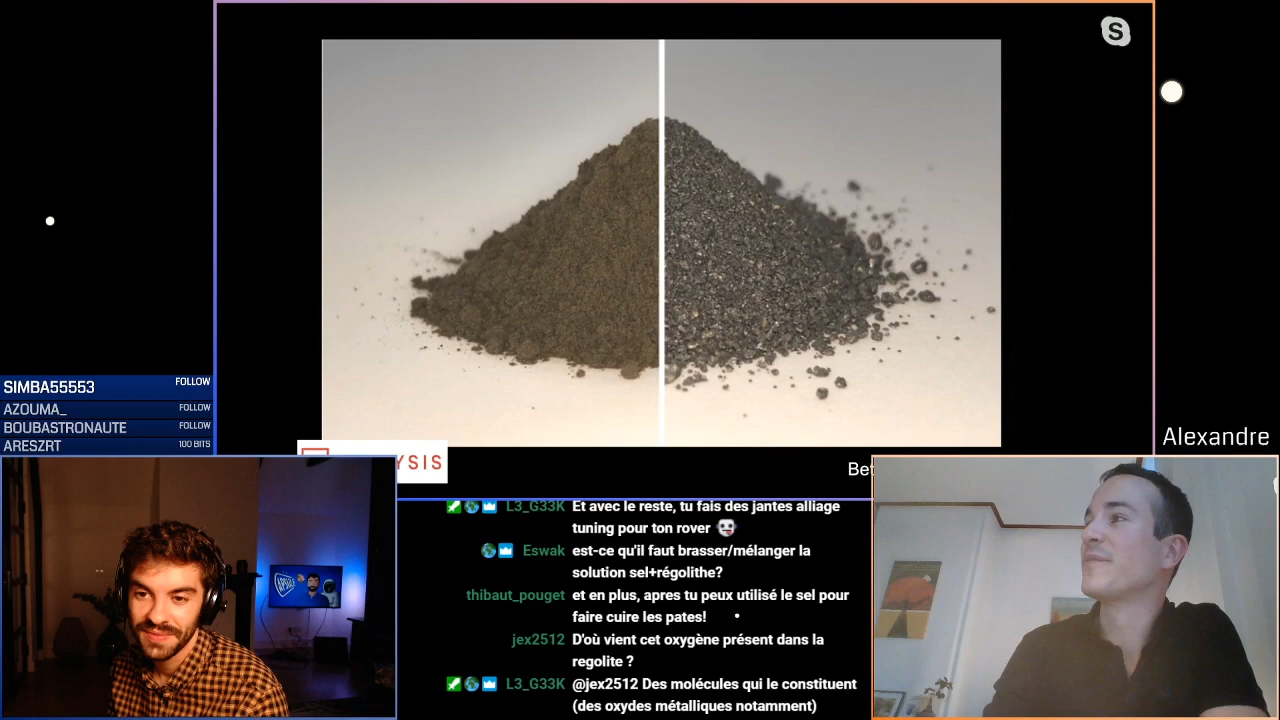 S
SIMBA55553 FOLLOW
AZOUMA_ FOLLOW
BOUBASTRONAUTE FOLLOW
ARESZRT 100 BITS
YSIS
Bet
Alexandre
L3_G33K Et avec le reste, tu fais des jantes alliage
tuning pour ton rover
Eswak est-ce qu'il faut brasser/mélanger la
solution sel+régolithe?
thibaut_pouget et en plus, apres tu peux utilisé le sel pour
faire cuire les pates!
jex2512 D'où vient cet oxygène présent dans la
regolite ?
L3_G33K @jex2512 Des molécules qui le constituent
(des oxydes métalliques notamment)